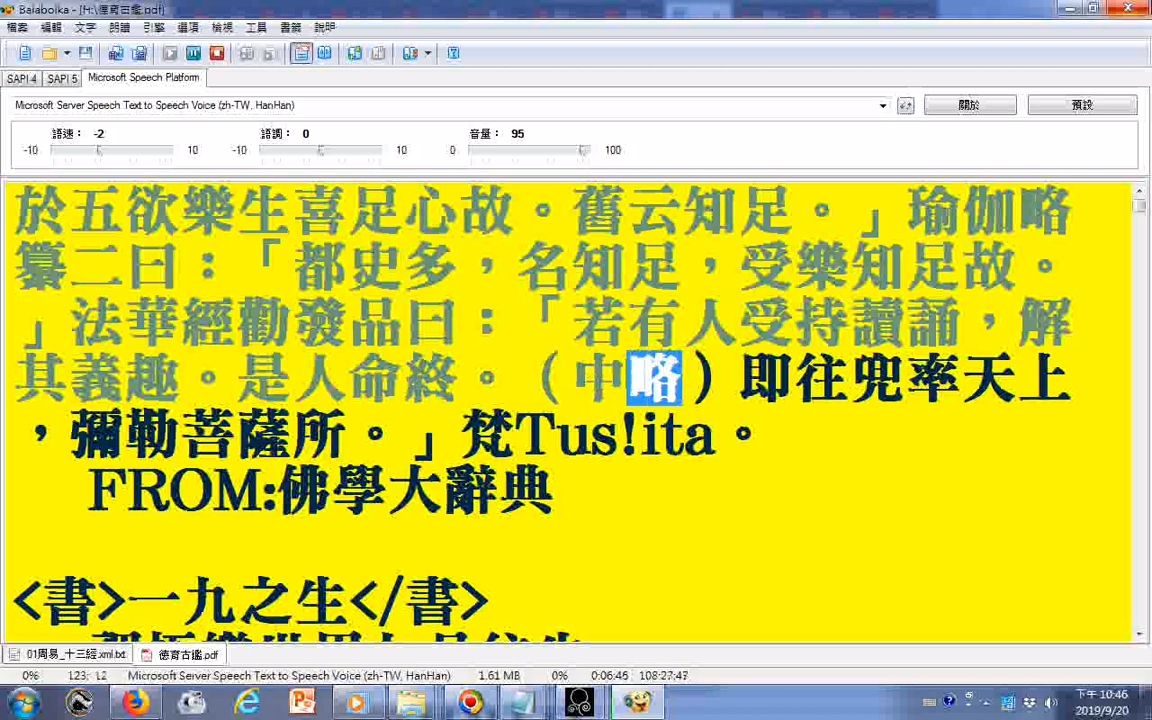 Balabolka - [H:\德育古鑑.pdf]
檔案 編輯 文字 朗讀 引擎 選項 檢視 工具 書籤 說明
SAPI 4 SAPI 5 Microsoft Speech Platform
Microsoft Server Speech Text to Speech Voice (zh-TW, HanHan) 關於 預設
語速： -2 語調： 0 音量： 95
-10 10 -10 10 0 100
於五欲樂生喜足心故。舊云知足。」瑜伽略
纂二曰：「都史多，名知足，受樂知足故。
」法華經勸發品曰：「若有人受持讀誦，解
其義趣。是人命終。（中略）即往兜率天上
，彌勒菩薩所。」梵Tus!ita。
FROM:佛學大辭典
<書>一九之生</書>
01周易_十三經.xml.txt 德育古鑑.pdf
0% 123; 12 Microsoft Server Speech Text to Speech Voice (zh-TW, HanHan) 1.61 MB 0% 0:06:45 108:27:47
下午 10:46
2019/9/20